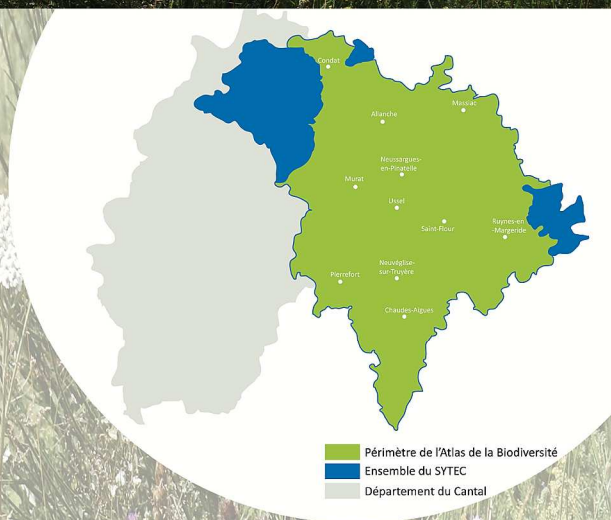 Condat
Massiac
Allanche
Neussargues-
en-Pinatelle
Murat
Ussel
Saint-Flour
Ruynes-en
-Margeride
Neuvéglise-
sur-Truyère
Pierrefort
Chaudes-Aigues
Périmètre de l'Atlas de la Biodiversité
Ensemble du SYTEC
Département du Cantal